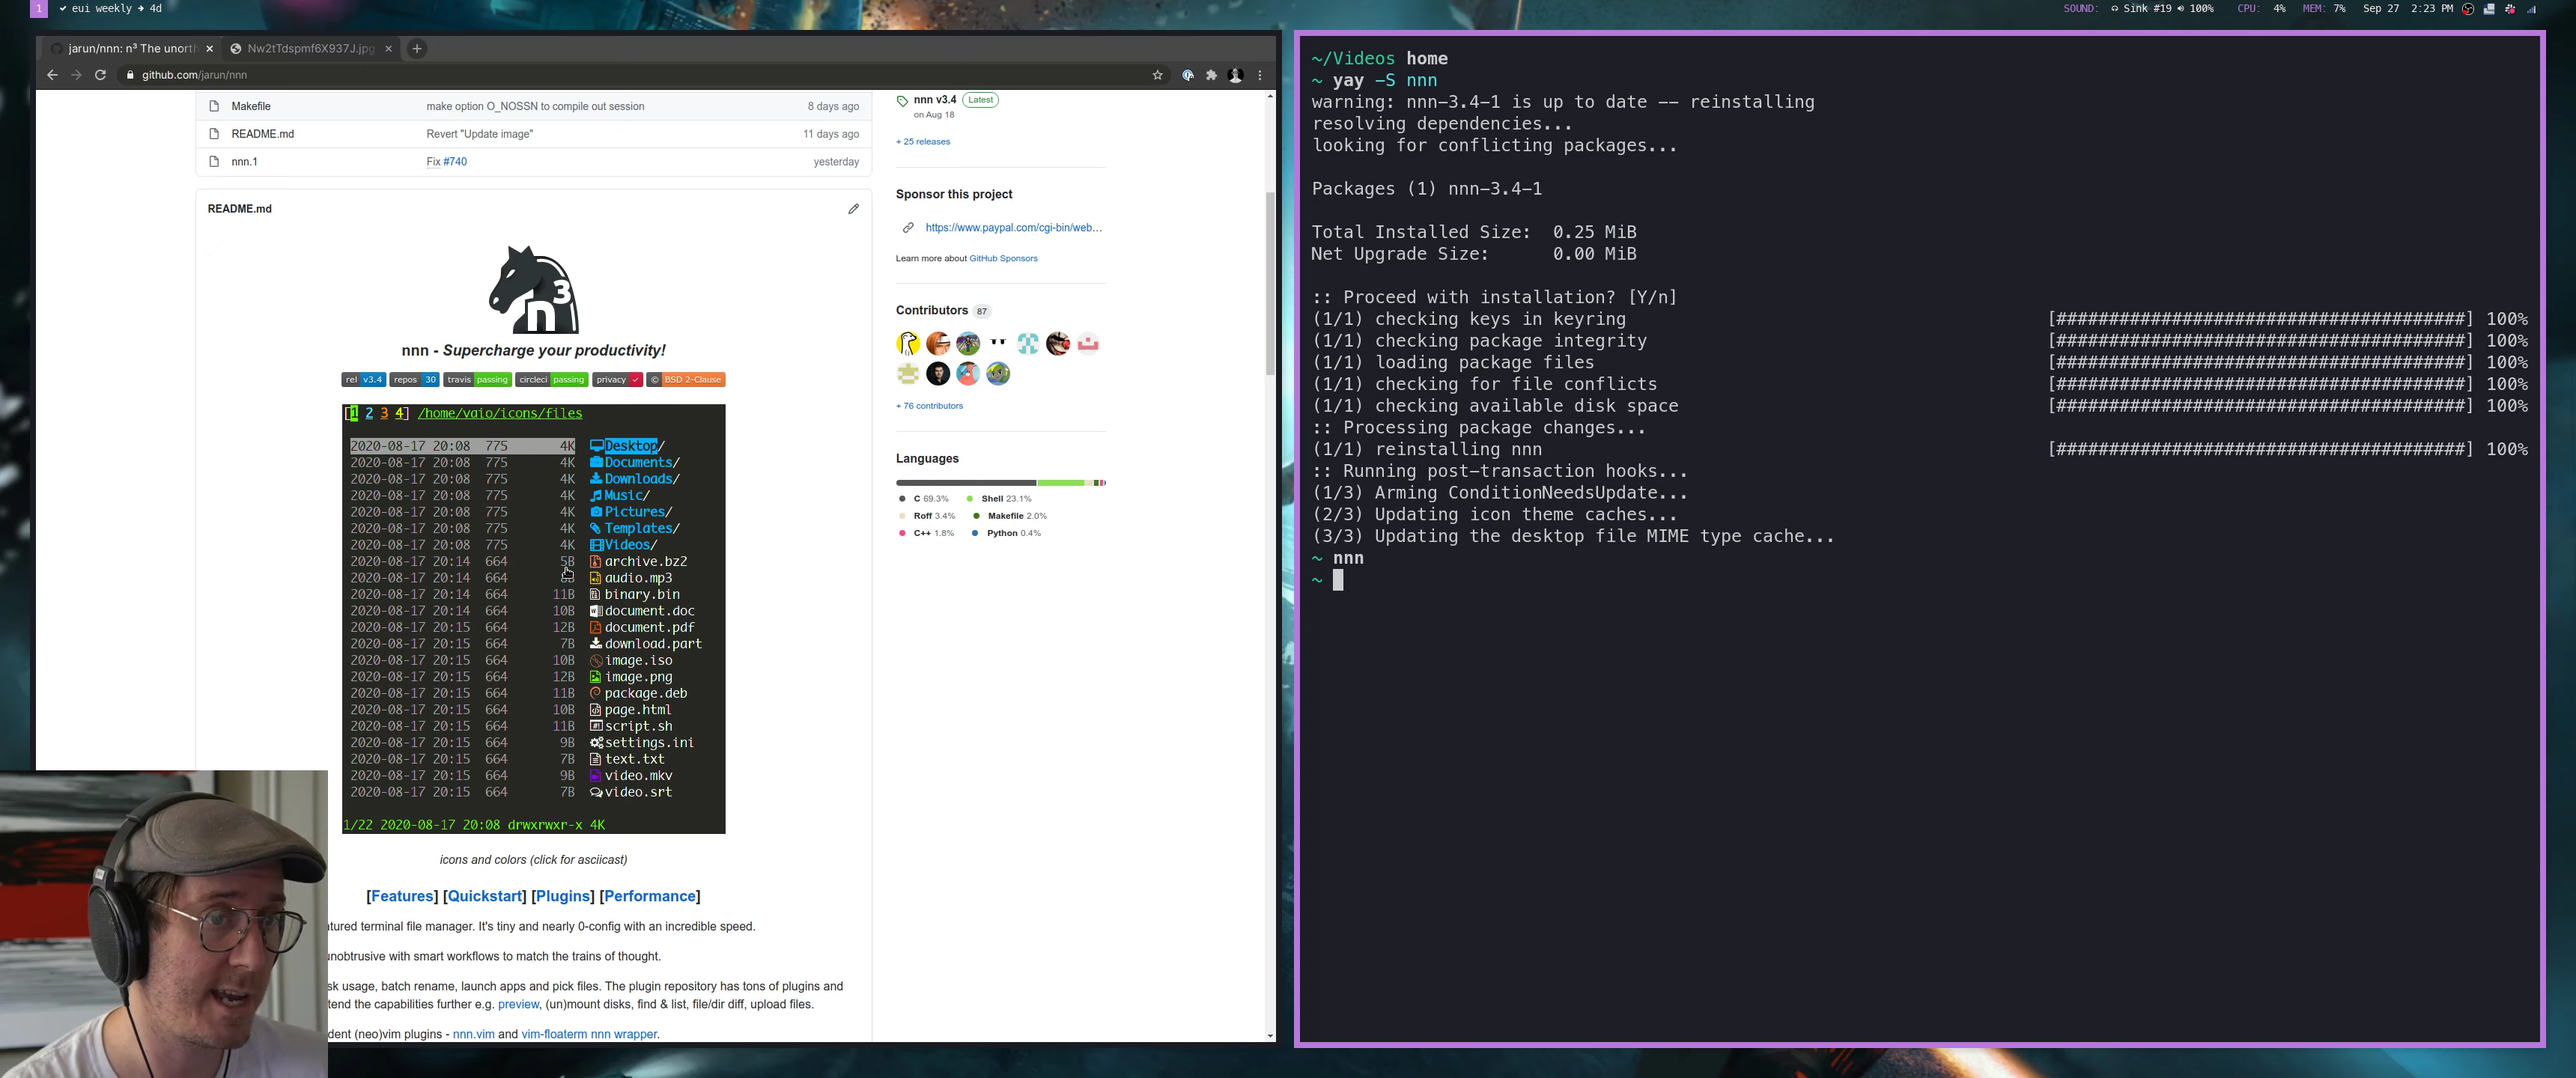 1 ✔ eui weekly → 4d
SOUND: Sink #19 100% CPU: 4% MEM: 7% Sep 27 2:23 PM
jarun/nnn: n³ The unorth
Nw2tTdspmf6X937J.jpg
github.com/jarun/nnn
Makefile make option O_NOSSN to compile out session 8 days ago
README.md Revert "Update image" 11 days ago
nnn.1 Fix #740 yesterday
README.md
n3
nnn - Supercharge your productivity!
rel v3.4 repos 30 travis passing circleci passing privacy ✓ © BSD 2-Clause
[1 2 3 4] /home/vaio/icons/files
2020-08-17 20:08 775 4K Desktop/
2020-08-17 20:08 775 4K Documents/
2020-08-17 20:08 775 4K Downloads/
2020-08-17 20:08 775 4K Music/
2020-08-17 20:08 775 4K Pictures/
2020-08-17 20:08 775 4K Templates/
2020-08-17 20:08 775 4K Videos/
2020-08-17 20:14 664 5B archive.bz2
2020-08-17 20:14 664 audio.mp3
2020-08-17 20:14 664 11B binary.bin
2020-08-17 20:14 664 10B document.doc
2020-08-17 20:15 664 12B document.pdf
2020-08-17 20:15 664 7B download.part
2020-08-17 20:15 664 10B image.iso
2020-08-17 20:15 664 12B image.png
2020-08-17 20:15 664 11B package.deb
2020-08-17 20:15 664 10B page.html
2020-08-17 20:15 664 11B script.sh
2020-08-17 20:15 664 9B settings.ini
2020-08-17 20:15 664 7B text.txt
2020-08-17 20:15 664 9B video.mkv
2020-08-17 20:15 664 7B video.srt
1/22 2020-08-17 20:08 drwxrwxr-x 4K
icons and colors (click for asciicast)
[Features] [Quickstart] [Plugins] [Performance]
atured terminal file manager. It's tiny and nearly 0-config with an incredible speed.
unobtrusive with smart workflows to match the trains of thought.
sk usage, batch rename, launch apps and pick files. The plugin repository has tons of plugins and
tend the capabilities further e.g. preview, (un)mount disks, find & list, file/dir diff, upload files.
dent (neo)vim plugins - nnn.vim and vim-floaterm nnn wrapper.
nnn v3.4 Latest
on Aug 18
+ 25 releases
Sponsor this project
https://www.paypal.com/cgi-bin/web...
Learn more about GitHub Sponsors
Contributors 87
+ 76 contributors
Languages
C 69.3% Shell 23.1%
Roff 3.4% Makefile 2.0%
C++ 1.8% Python 0.4%
~/Videos home
~ yay -S nnn
warning: nnn-3.4-1 is up to date -- reinstalling
resolving dependencies...
looking for conflicting packages...
Packages (1) nnn-3.4-1
Total Installed Size: 0.25 MiB
Net Upgrade Size: 0.00 MiB
:: Proceed with installation? [Y/n]
(1/1) checking keys in keyring [#######################################] 100%
(1/1) checking package integrity [#######################################] 100%
(1/1) loading package files [#######################################] 100%
(1/1) checking for file conflicts [#######################################] 100%
(1/1) checking available disk space [#######################################] 100%
:: Processing package changes...
(1/1) reinstalling nnn [#######################################] 100%
:: Running post-transaction hooks...
(1/3) Arming ConditionNeedsUpdate...
(2/3) Updating icon theme caches...
(3/3) Updating the desktop file MIME type cache...
~ nnn
~